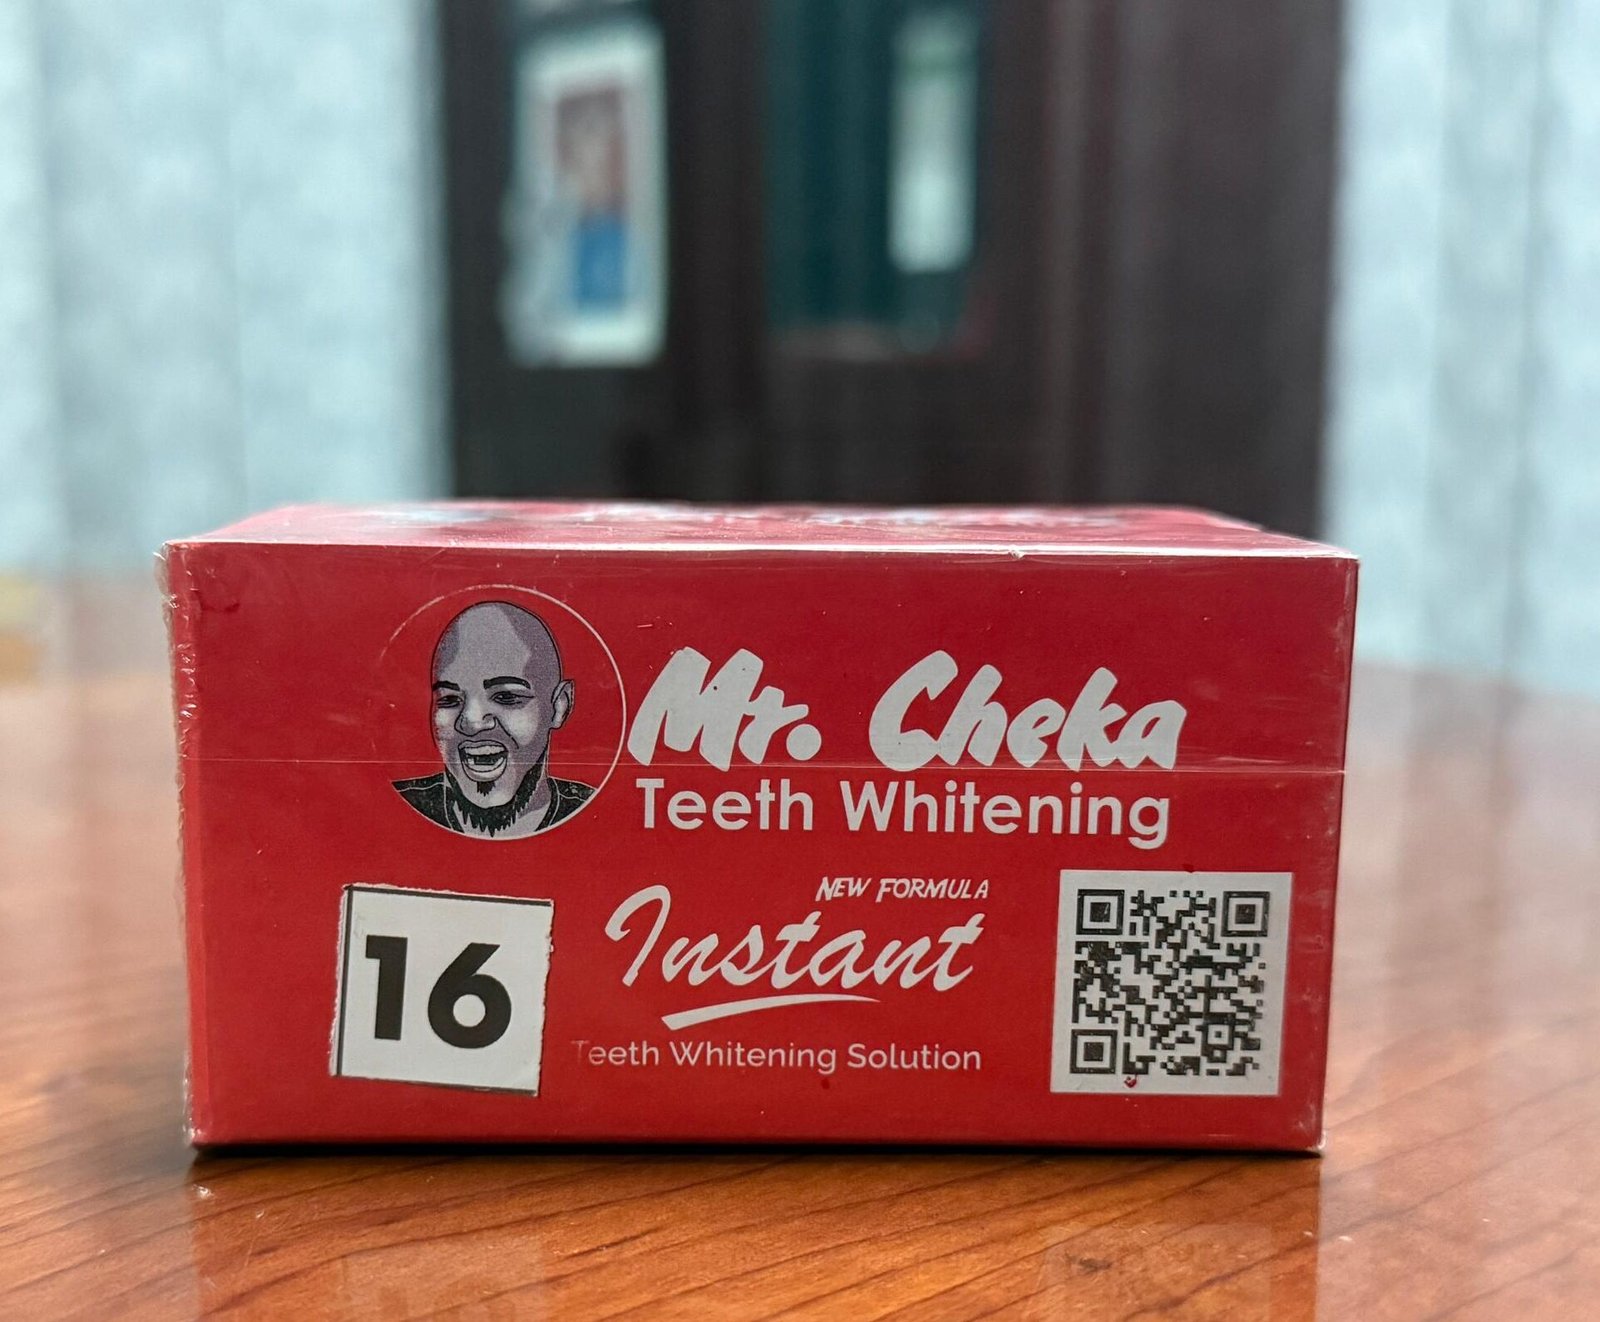 Mr. Cheka
Teeth Whitening
16
NEW FORMULA
Instant
Teeth Whitening Solution